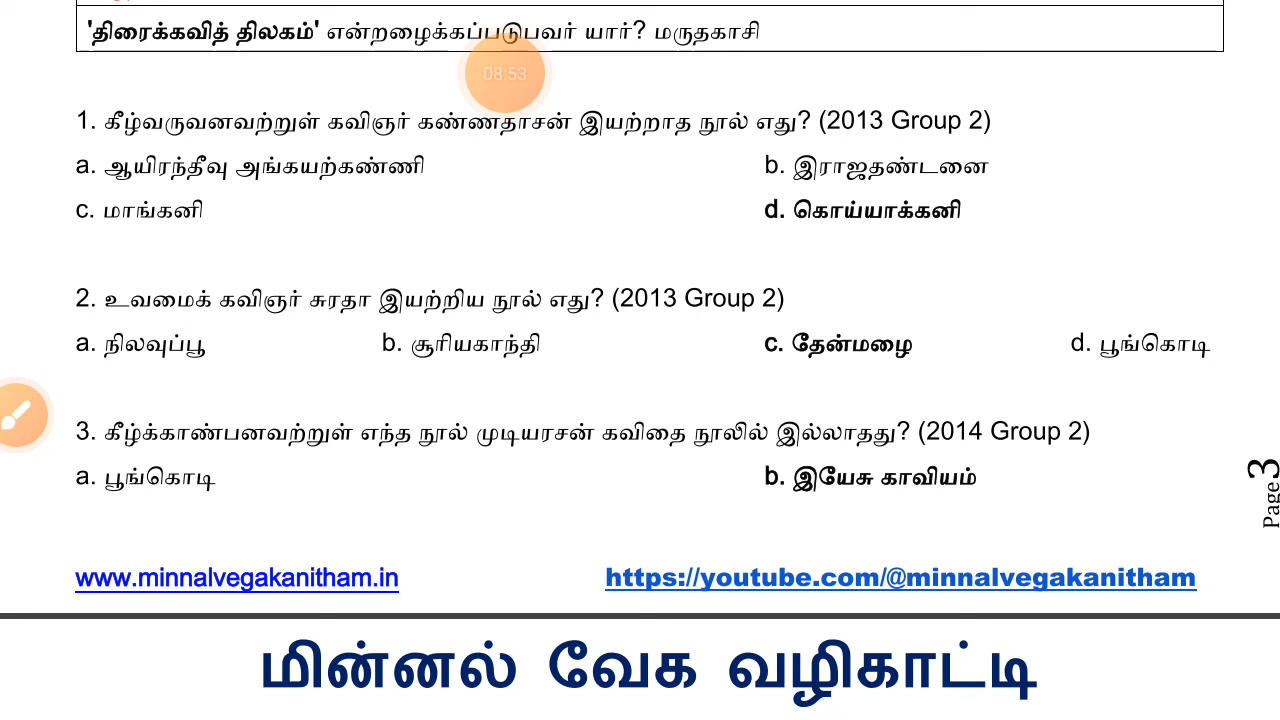 'திரைக்கவித் திலகம்' என்றழைக்கப்படுபவர் யார்? மருதகாசி
08:53
1. கீழ்வருவனவற்றுள் கவிஞர் கண்ணதாசன் இயற்றாத நூல் எது? (2013 Group 2)
a. ஆயிரந்தீவு அங்கயற்கண்ணி b. இராஜதண்டனை
c. மாங்கனி d. கொய்யாக்கனி
2. உவமைக் கவிஞர் சுரதா இயற்றிய நூல் எது? (2013 Group 2)
a. நிலவுப்பூ b. சூரியகாந்தி c. தேன்மழை d. பூங்கொடி
3. கீழ்க்காண்பனவற்றுள் எந்த நூல் முடியரசன் கவிதை நூலில் இல்லாதது? (2014 Group 2)
a. பூங்கொடி b. இயேசு காவியம்
Page 3
www.minnalvegakanitham.in https://youtube.com/@minnalvegakanitham
மின்னல் வேக வழிகாட்டி